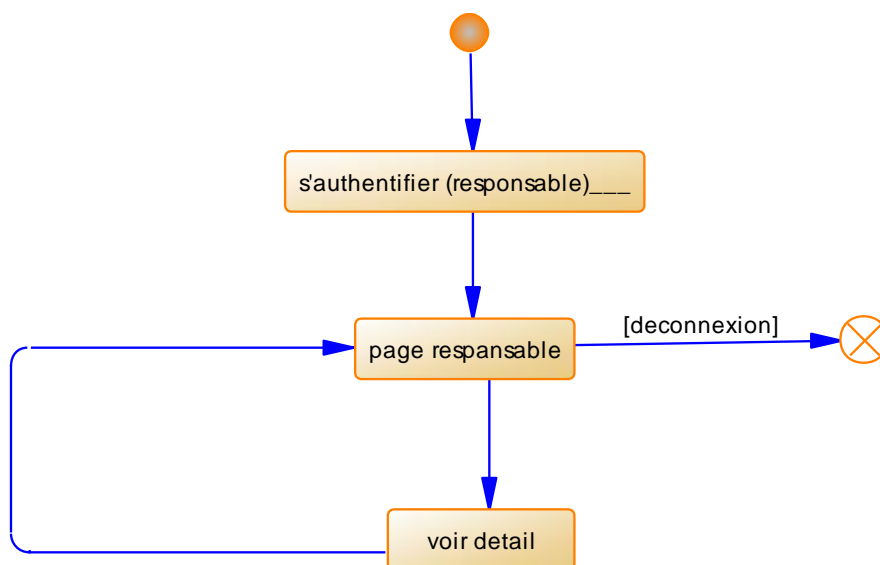 s'authentifier (responsable)___
[deconnexion]
page respansable
voir detail